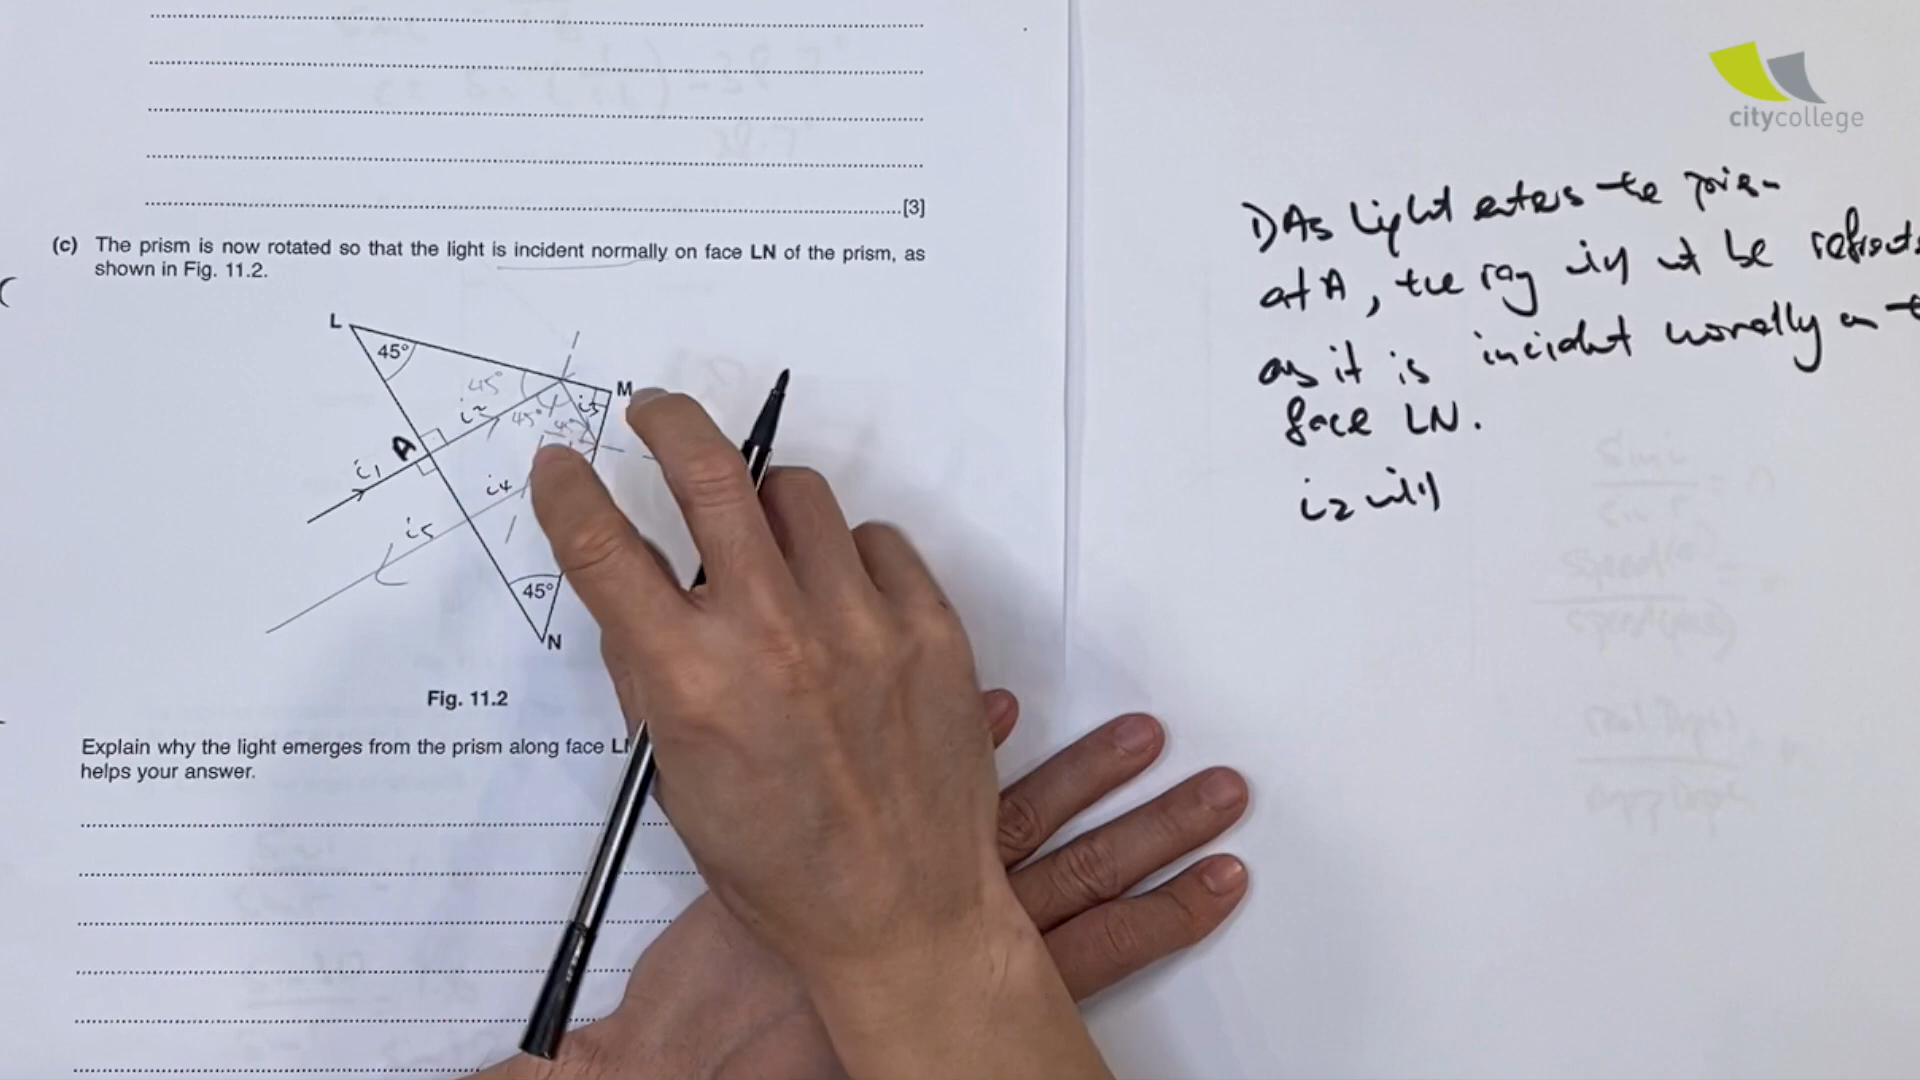 [3]
(c) The prism is now rotated so that the light is incident normally on face LN of the prism, as
shown in Fig. 11.2.
L
45°
M
45°
i2
45°
i3
45°
A
i1
i4
i5
45°
N
Fig. 11.2
Explain why the light emerges from the prism along face
helps your answer.
citycollege
1) As light enters the prism
at A, the ray will not be
as it is incident normally on
face LN.
i2 will